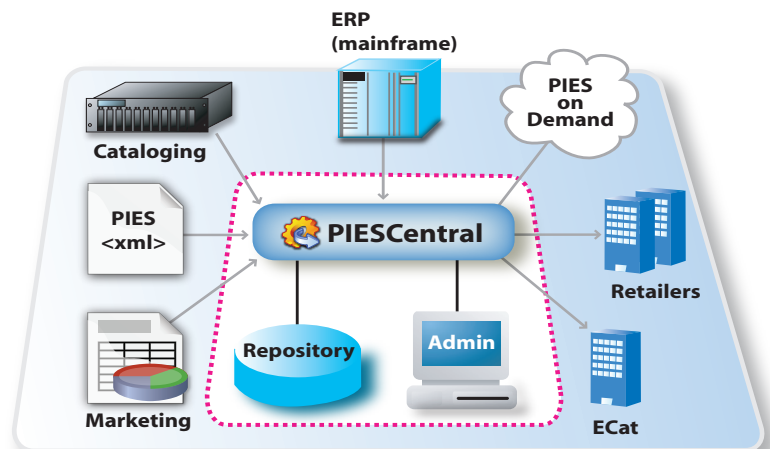 ERP
(mainframe)
PIES
on
Demand
Cataloging
PIES
<xml>
PIESCentral
Retailers
Repository
Admin
Marketing
ECat